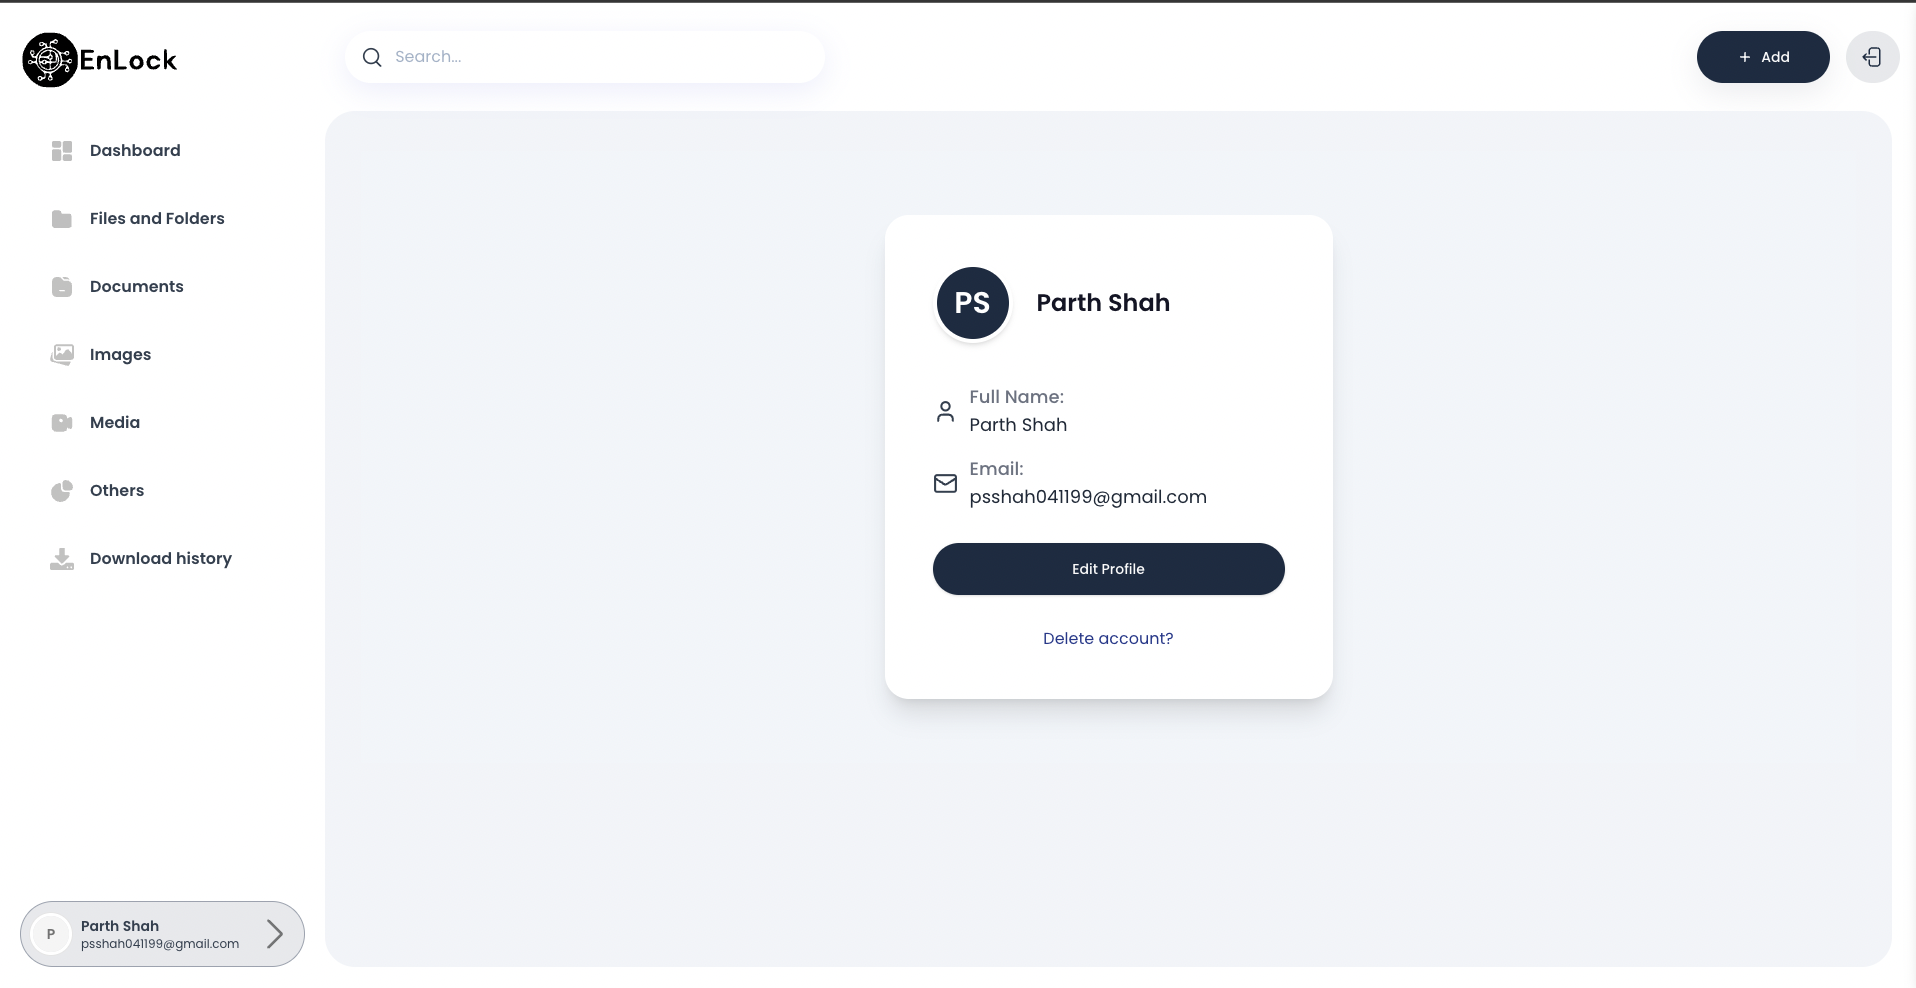 EnLock
Search...
+ Add
Dashboard
Files and Folders
Documents
Images
Media
Others
Download history
PS
Parth Shah
Full Name:
Parth Shah
Email:
psshah041199@gmail.com
Edit Profile
Delete account?
P
Parth Shah
psshah041199@gmail.com